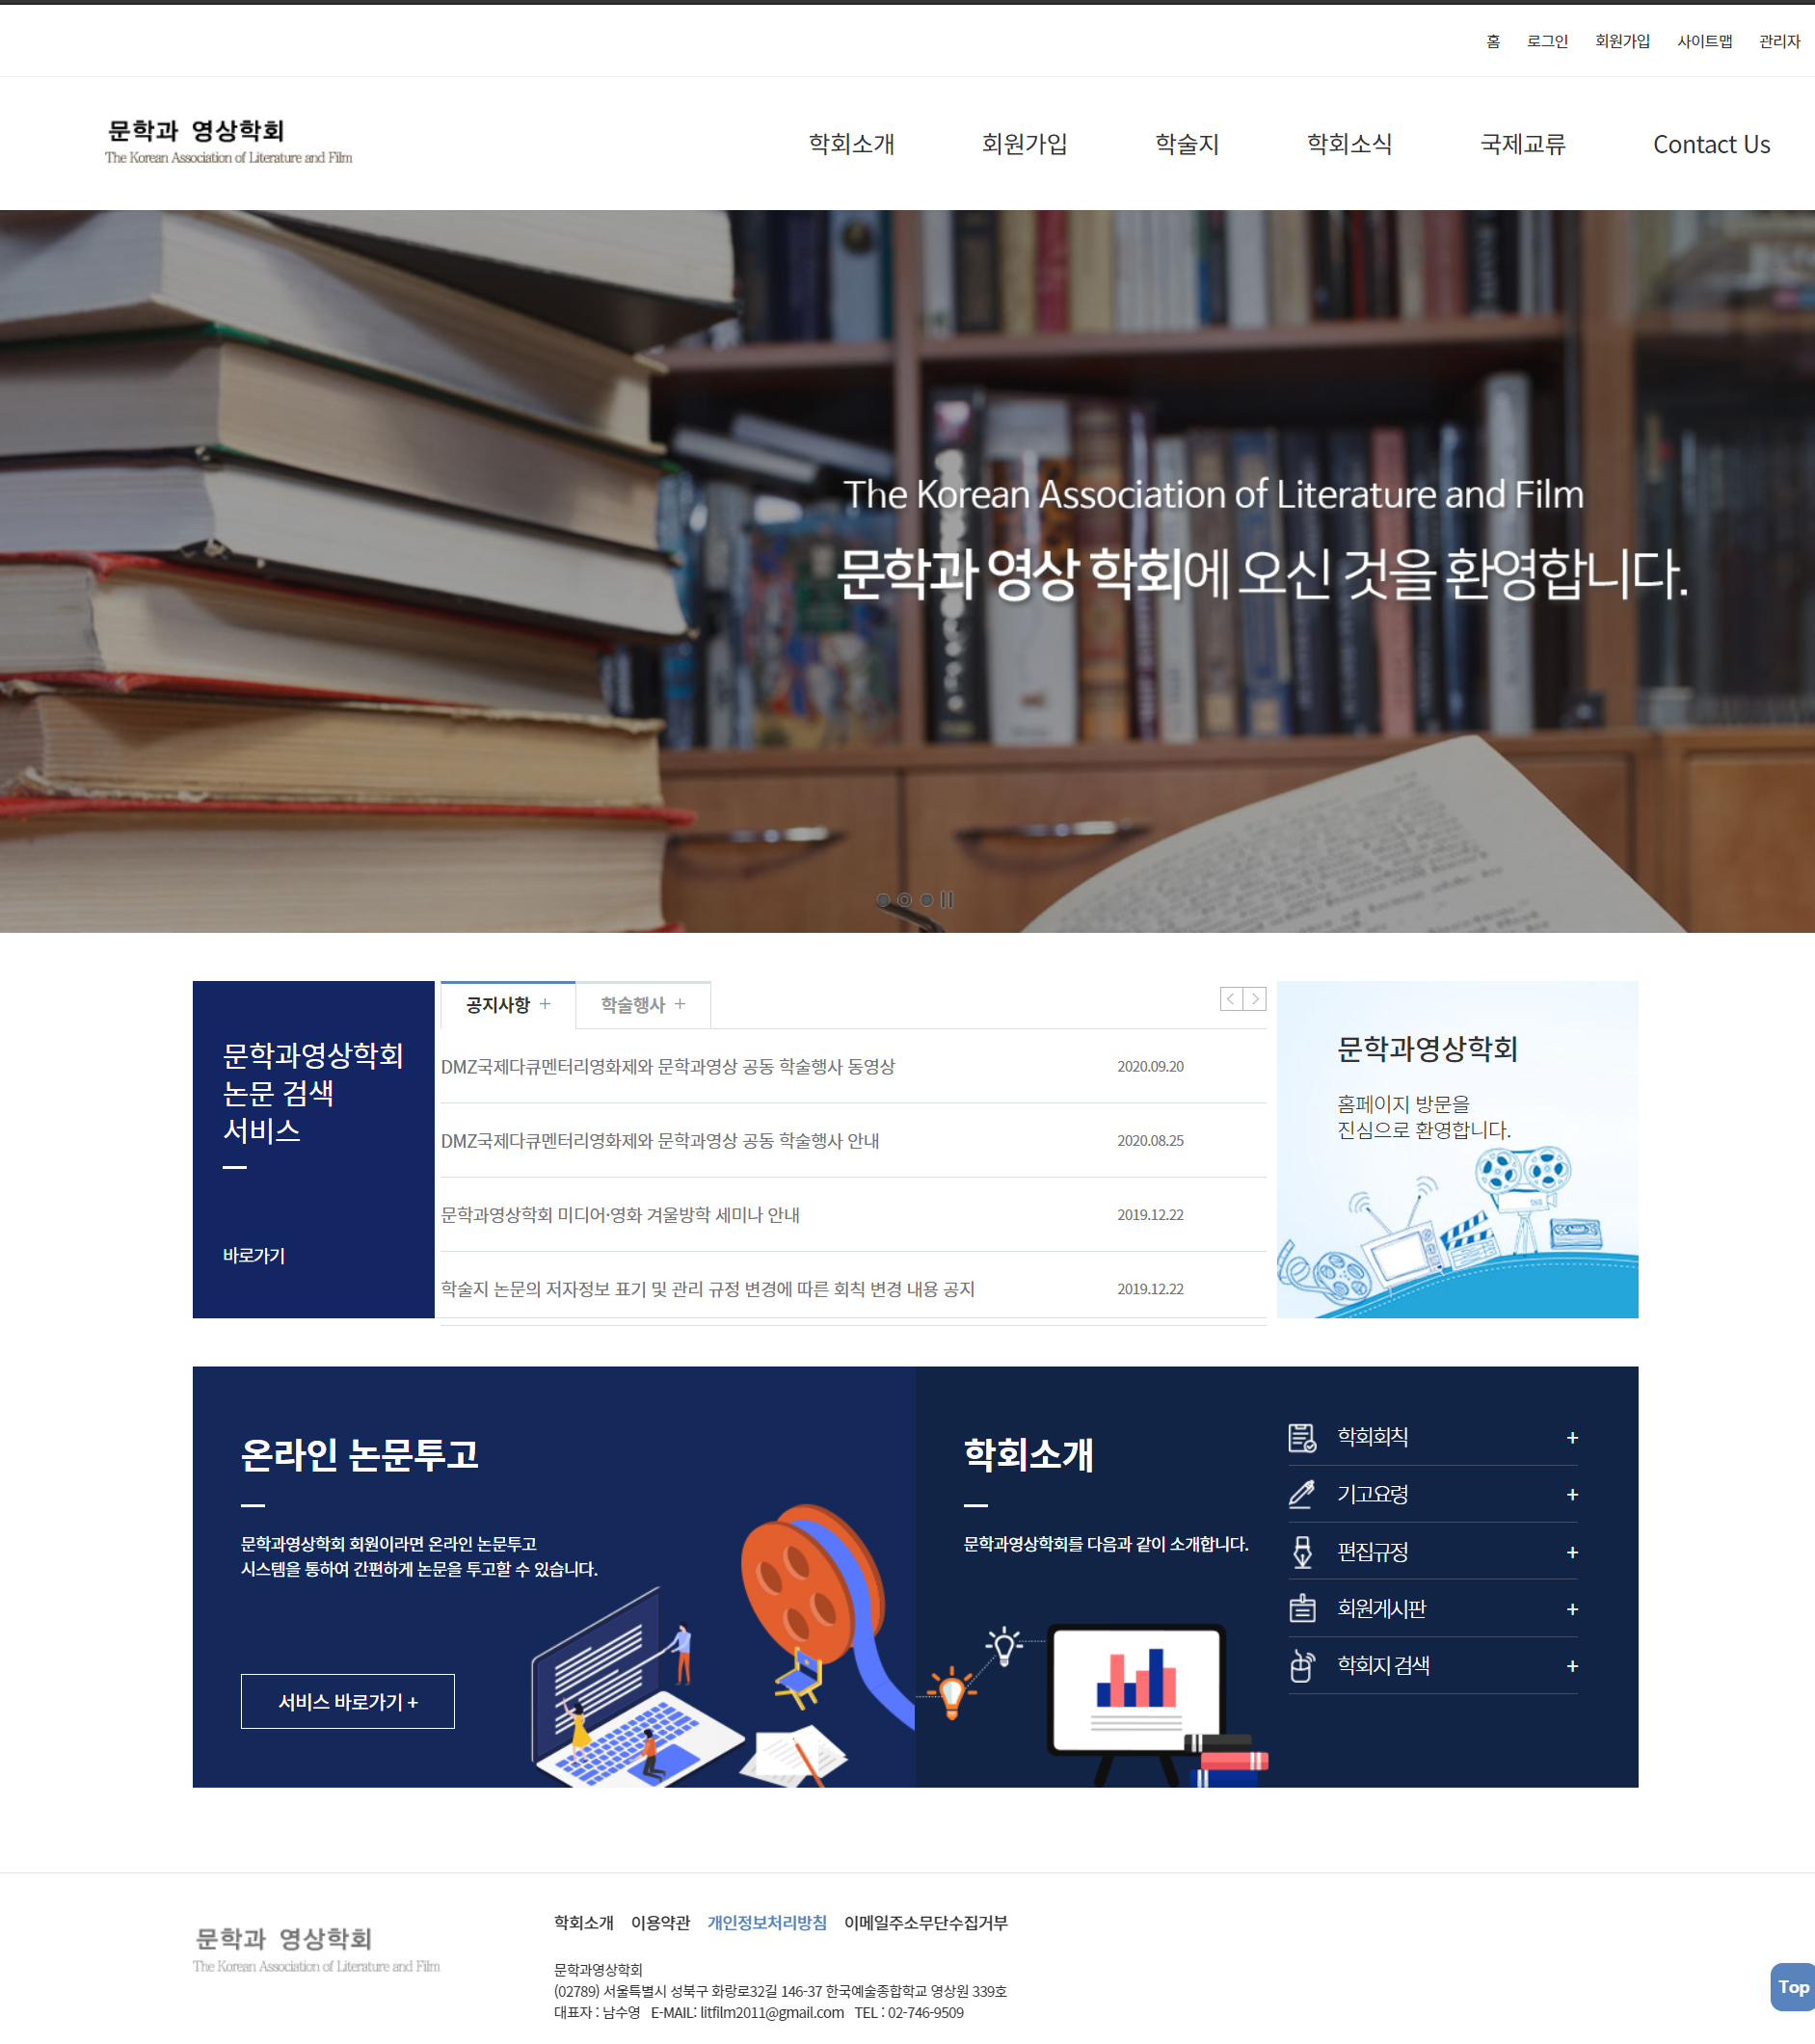 홈 로그인 회원가입 사이트맵 관리자
문학과 영상학회
The Korean Association of Literature and Film
학회소개 회원가입 학술지 학회소식 국제교류 Contact Us
The Korean Association of Literature and Film
문학과 영상 학회에 오신 것을 환영합니다.
문학과영상학회
논문 검색
서비스
바로가기
공지사항 + 학술행사 +
DMZ국제다큐멘터리영화제와 문학과영상 공동 학술행사 동영상 2020.09.20
DMZ국제다큐멘터리영화제와 문학과영상 공동 학술행사 안내 2020.08.25
문학과영상학회 미디어·영화 겨울방학 세미나 안내 2019.12.22
학술지 논문의 저자정보 표기 및 관리 규정 변경에 따른 회칙 변경 내용 공지 2019.12.22
문학과영상학회
홈페이지 방문을
진심으로 환영합니다.
온라인 논문투고
문학과영상학회 회원이라면 온라인 논문투고
시스템을 통하여 간편하게 논문을 투고할 수 있습니다.
서비스 바로가기 +
학회소개
문학과영상학회를 다음과 같이 소개합니다.
학회회칙 +
기고요령 +
편집규정 +
회원게시판 +
학회지 검색 +
문학과 영상학회
The Korean Association of Literature and Film
학회소개 이용약관 개인정보처리방침 이메일주소무단수집거부
문학과영상학회
(02789) 서울특별시 성북구 화랑로32길 146-37 한국예술종합학교 영상원 339호
대표자 : 남수영 E-MAIL: litfilm2011@gmail.com TEL : 02-746-9509
Top